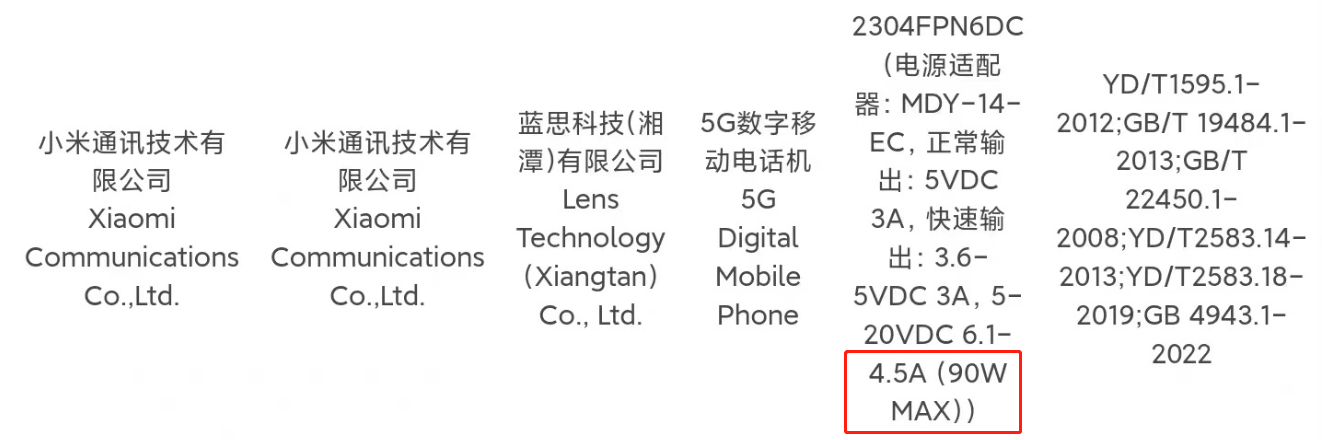 小米通讯技术有
限公司
Xiaomi
Communications
Co.,Ltd.
小米通讯技术有
限公司
Xiaomi
Communications
Co.,Ltd.
蓝思科技(湘
潭)有限公司
Lens
Technology
(Xiangtan)
Co., Ltd.
5G数字移
动电话机
5G
Digital
Mobile
Phone
2304FPN6DC
(电源适配
器: MDY-14-
EC, 正常输
出: 5VDC
3A, 快速输
出: 3.6-
5VDC 3A, 5-
20VDC 6.1-
4.5A (90W
MAX))
YD/T1595.1-
2012;GB/T 19484.1-
2013;GB/T
22450.1-
2008;YD/T2583.14-
2013;YD/T2583.18-
2019;GB 4943.1-
2022